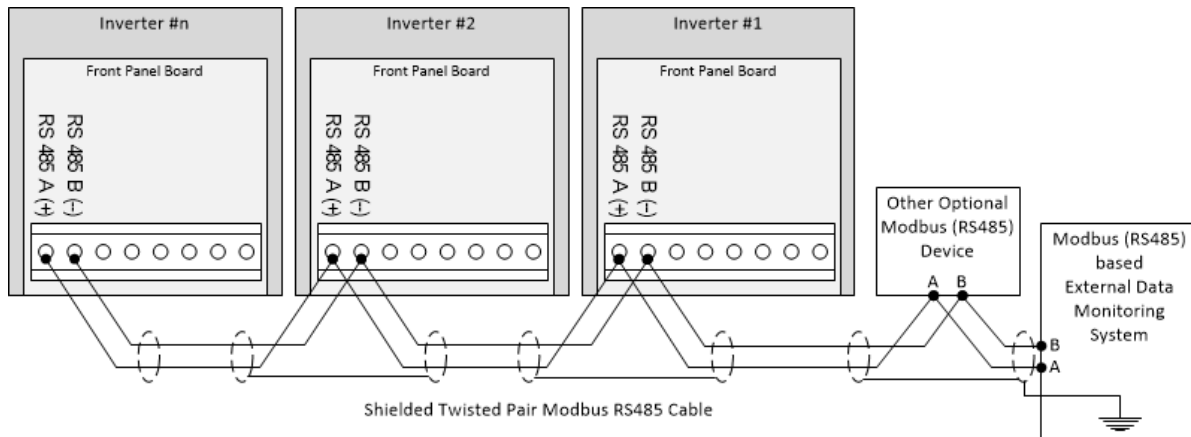 Inverter #n
Inverter #2
Inverter #1
Front Panel Board
Front Panel Board
Front Panel Board
RS 485 A (+)
RS 485 B (-)
RS 485 A (+)
RS 485 B (-)
RS 485 A (+)
RS 485 B (-)
Other Optional
Modbus (RS485)
Device
A B
Modbus (RS485)
based
External Data
Monitoring
System
B
A
Shielded Twisted Pair Modbus RS485 Cable